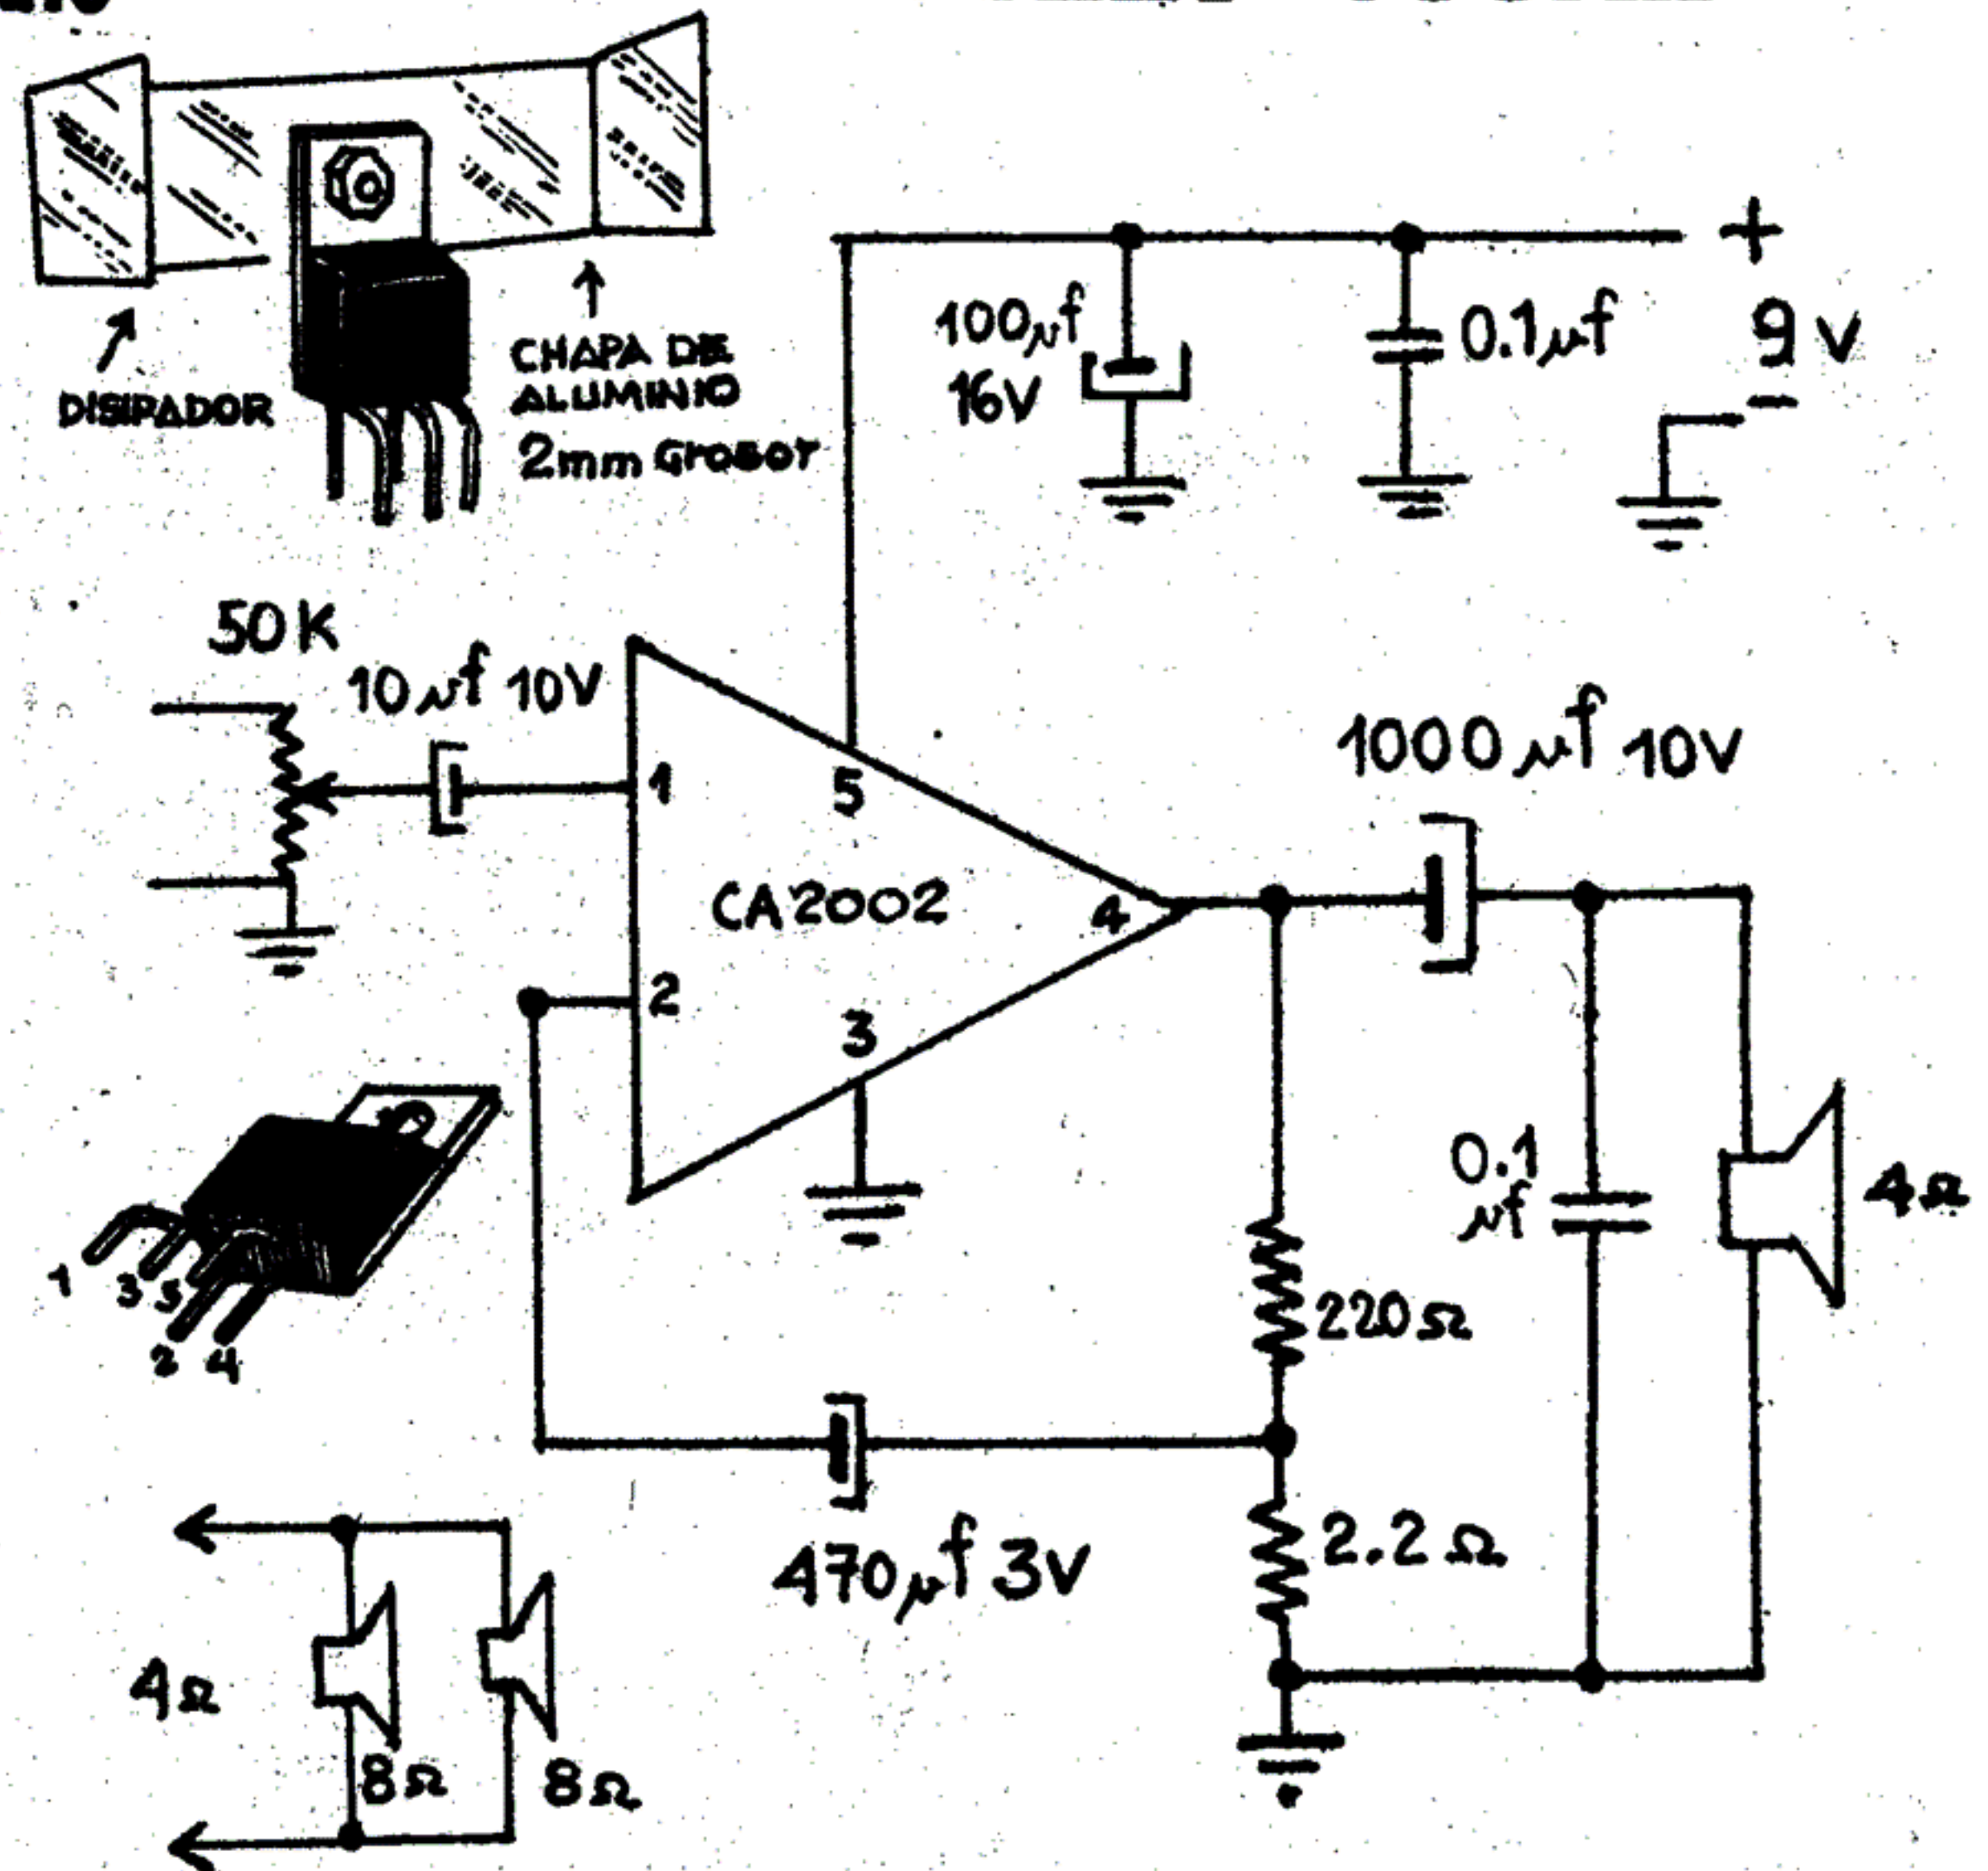 DISIPADOR
CHAPA DE
ALUMINIO
2mm Grosor
100µf
16V
0.1µf
+
9V
−
50K
10µf 10V
1
5
CA2002
4
2
3
1000µf 10V
0.1
µf
4Ω
220Ω
1 3 5
2 4
470µf 3V
2.2Ω
4Ω
8Ω
8Ω